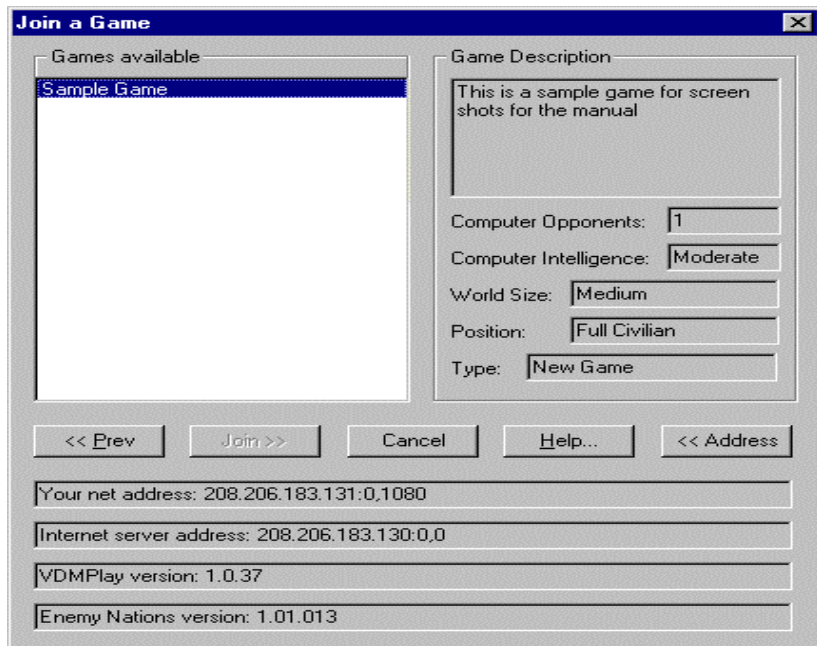 Join a Game
Games available
Sample Game
Game Description
This is a sample game for screen
shots for the manual
Computer Opponents: 1
Computer Intelligence: Moderate
World Size: Medium
Position: Full Civilian
Type: New Game
<< Prev
Join >>
Cancel
Help...
<< Address
Your net address: 208.206.183.131:0,1080
Internet server address: 208.206.183.130:0,0
VDMPlay version: 1.0.37
Enemy Nations version: 1.01.013